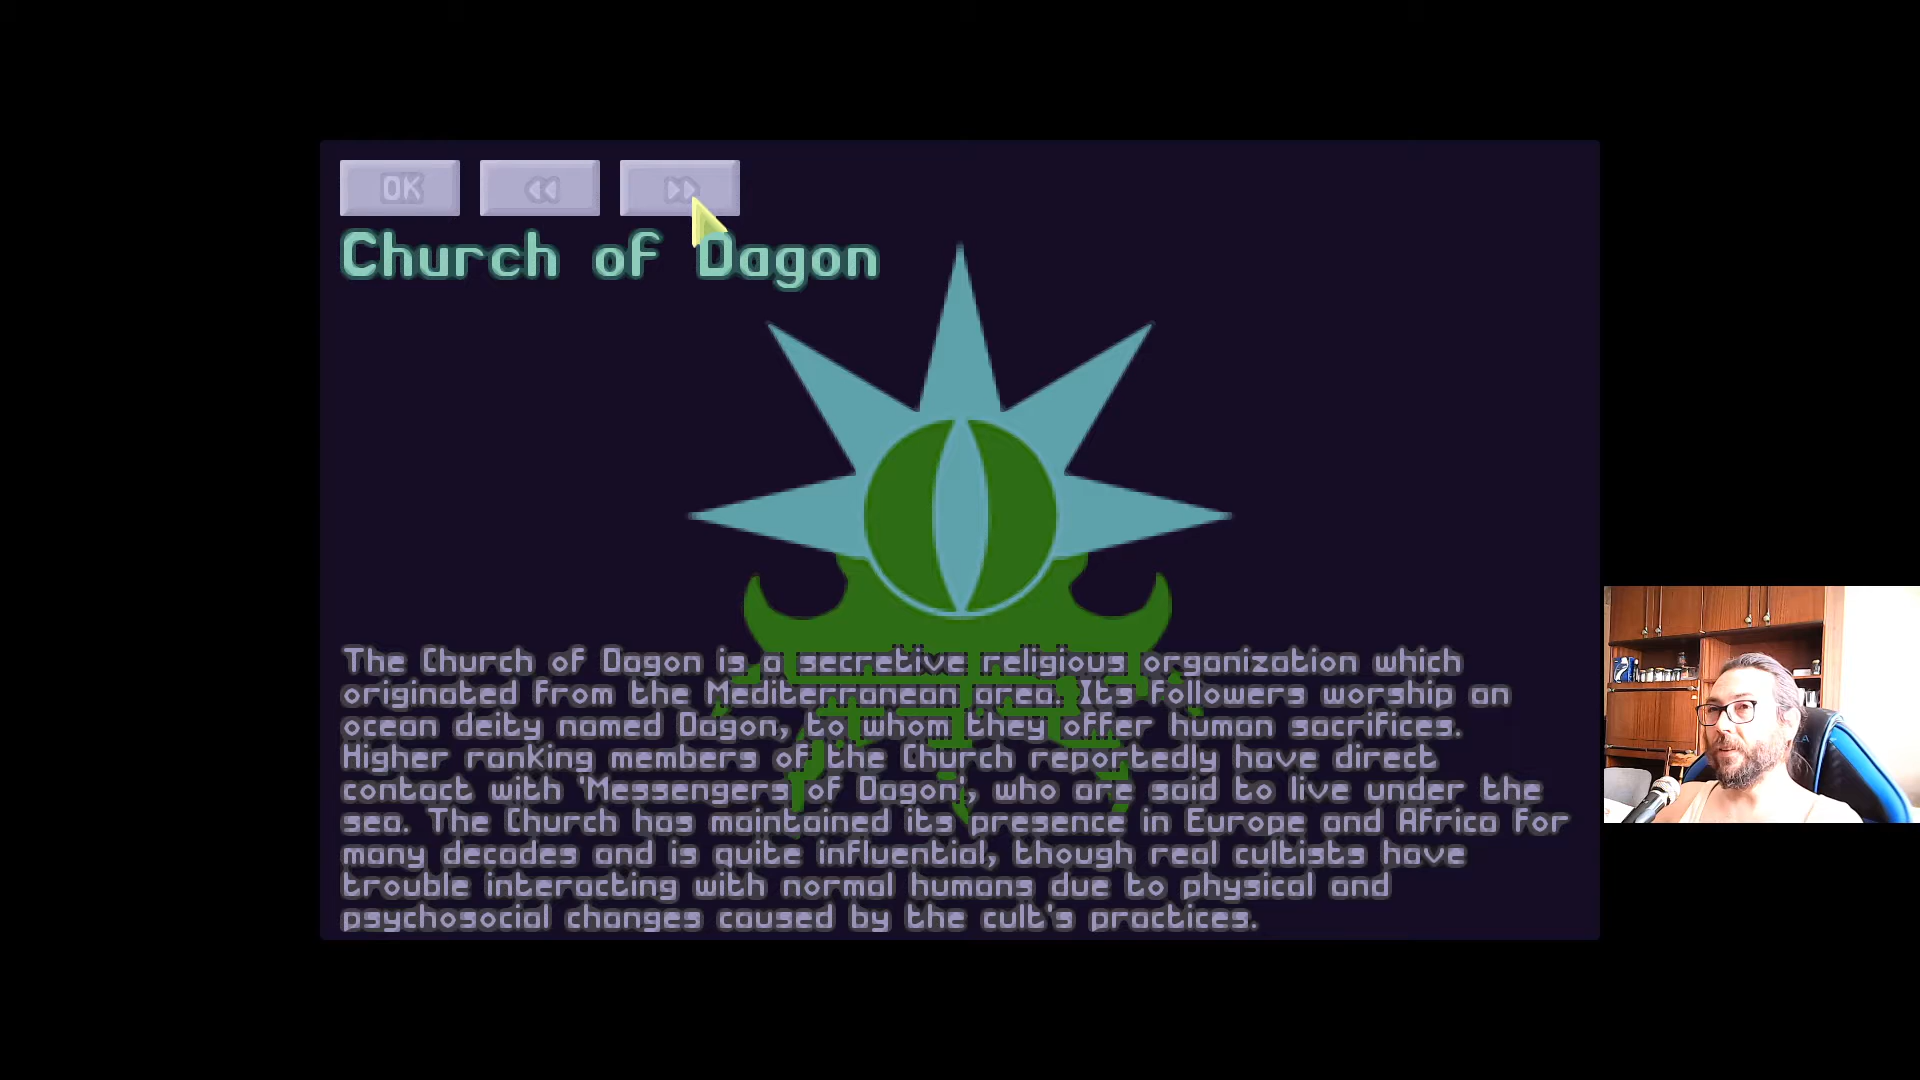 OK
Church of Dagon
The Church of Dagon is a secretive religious organization which
originated from the Mediterranean area. Its followers worship an
ocean deity named Dagon, to whom they offer human sacrifices.
Higher ranking members of the Church reportedly have direct
contact with 'Messengers of Dagon', who are said to live under the
sea. The Church has maintained its presence in Europe and Africa for
many decades and is quite influential, though real cultists have
trouble interacting with normal humans due to physical and
psychosocial changes caused by the cult's practices.